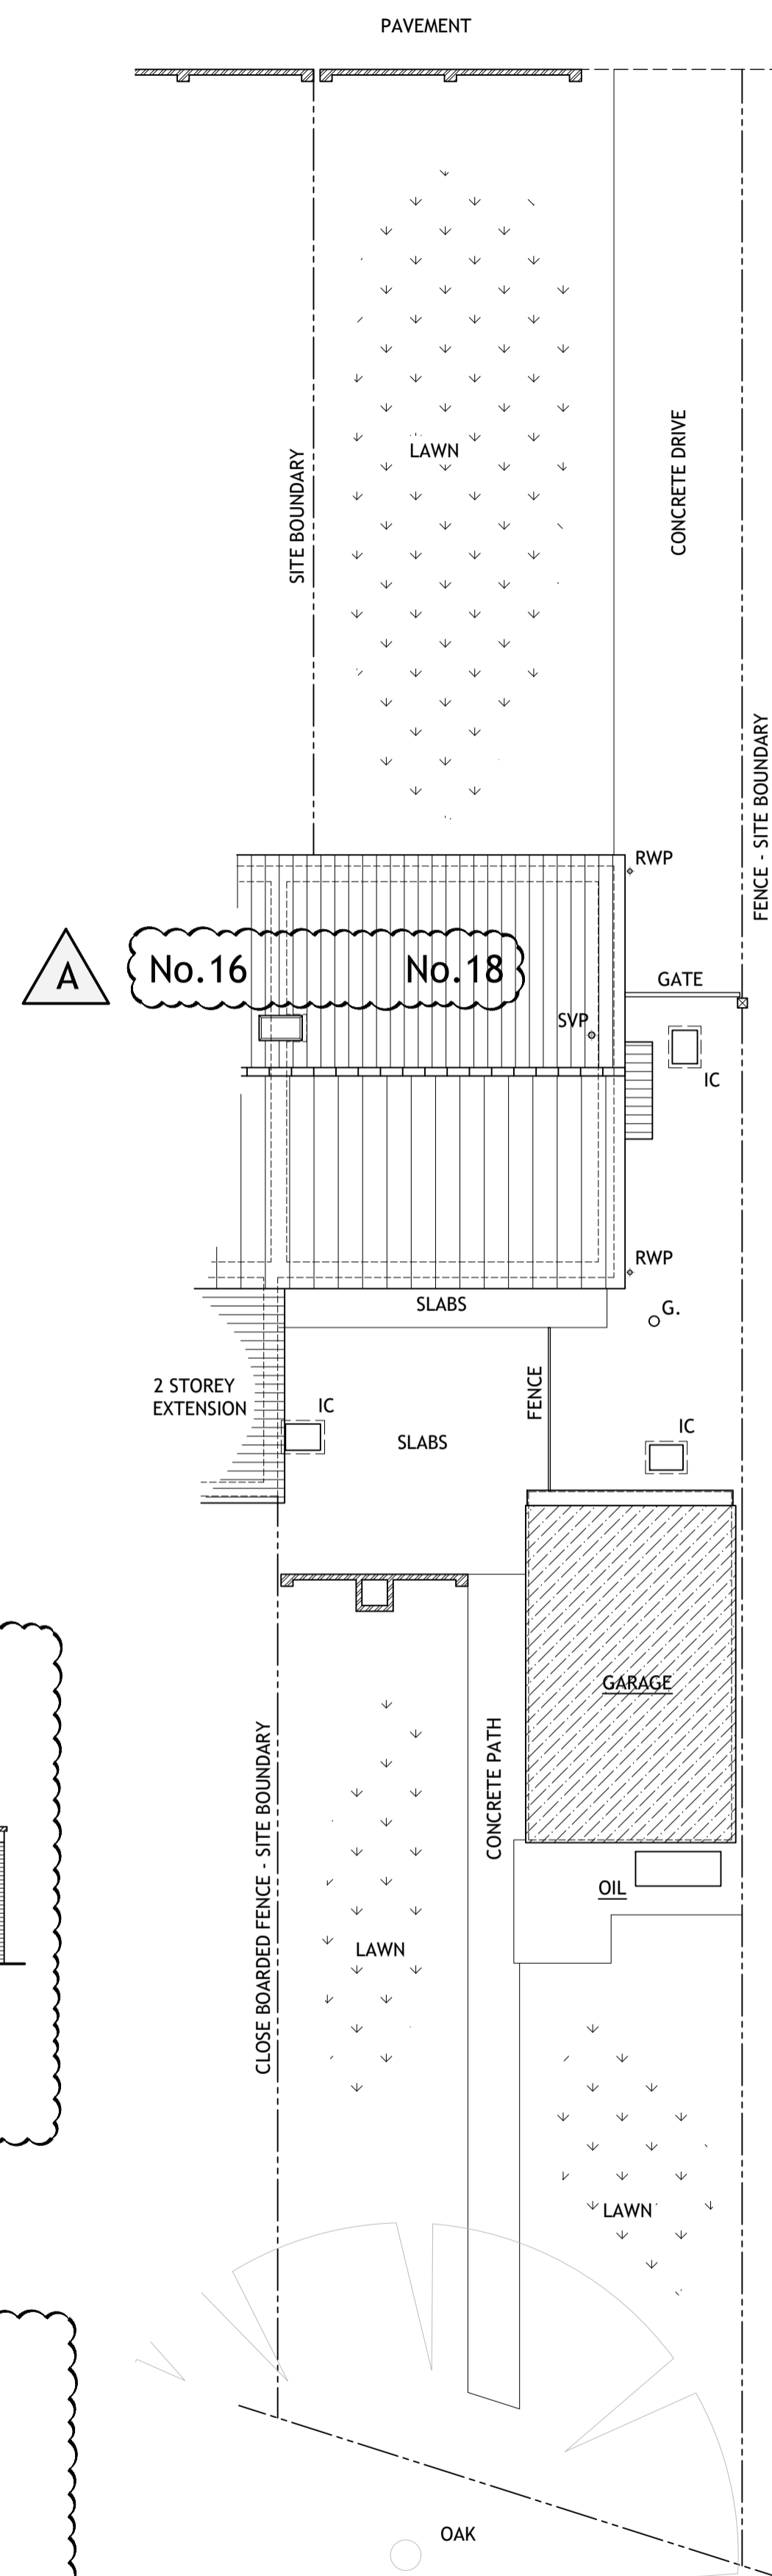 PAVEMENT
SITE BOUNDARY
LAWN
CONCRETE DRIVE
FENCE - SITE BOUNDARY
RWP
A
No.16
No.18
GATE
SVP
IC
RWP
SLABS
G.
2 STOREY
EXTENSION
IC
FENCE
SLABS
IC
GARAGE
CLOSE BOARDED FENCE - SITE BOUNDARY
CONCRETE PATH
OIL
LAWN
LAWN
OAK